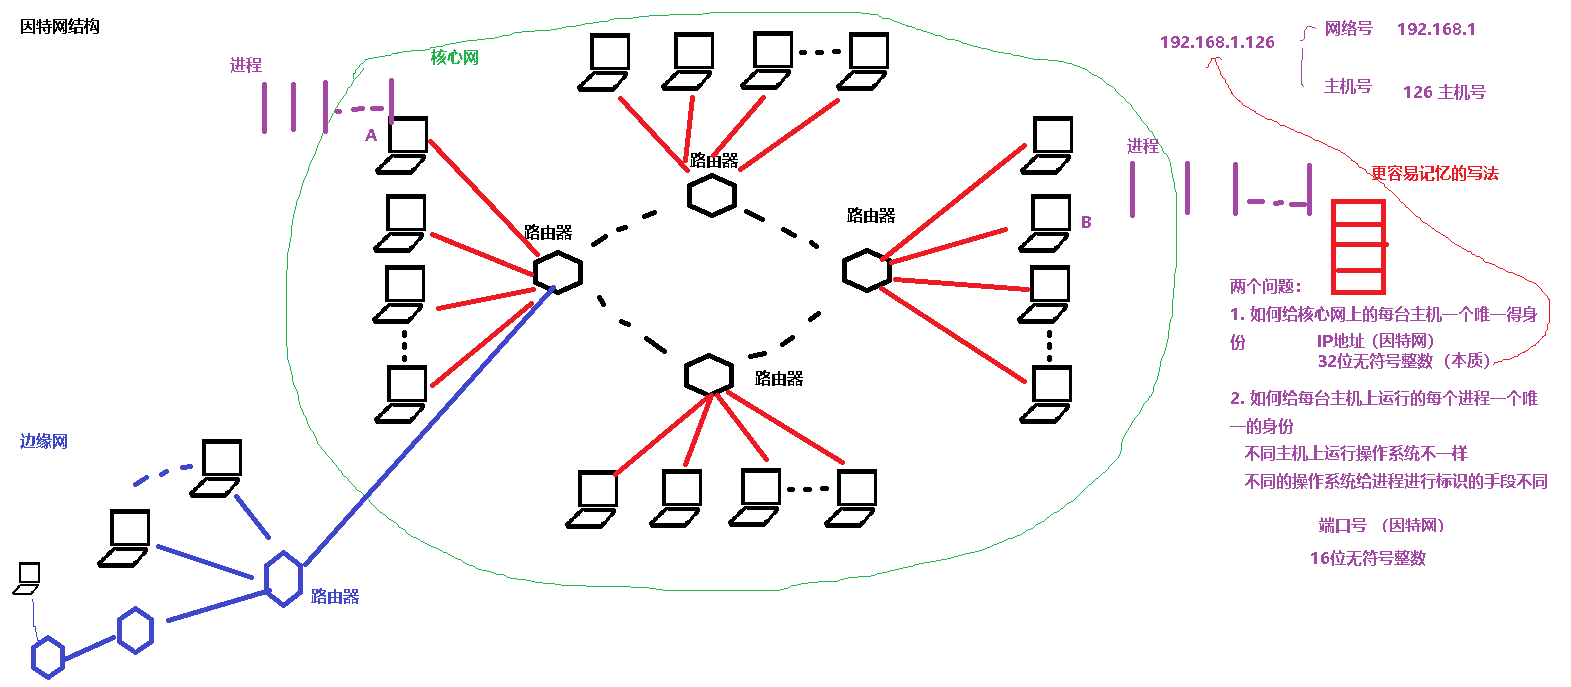 因特网结构
核心网
进程
A
路由器
路由器
路由器
路由器
进程
B
边缘网
路由器
192.168.1.126
网络号 192.168.1
主机号 126 主机号
更容易记忆的写法
两个问题：
1. 如何给核心网上的每台主机一个唯一得身
份 IP地址（因特网）
32位无符号整数（本质）
2. 如何给每台主机上运行的每个进程一个唯
一的身份
不同主机上运行操作系统不一样
不同的操作系统给进程进行标识的手段不同
端口号 （因特网）
16位无符号整数